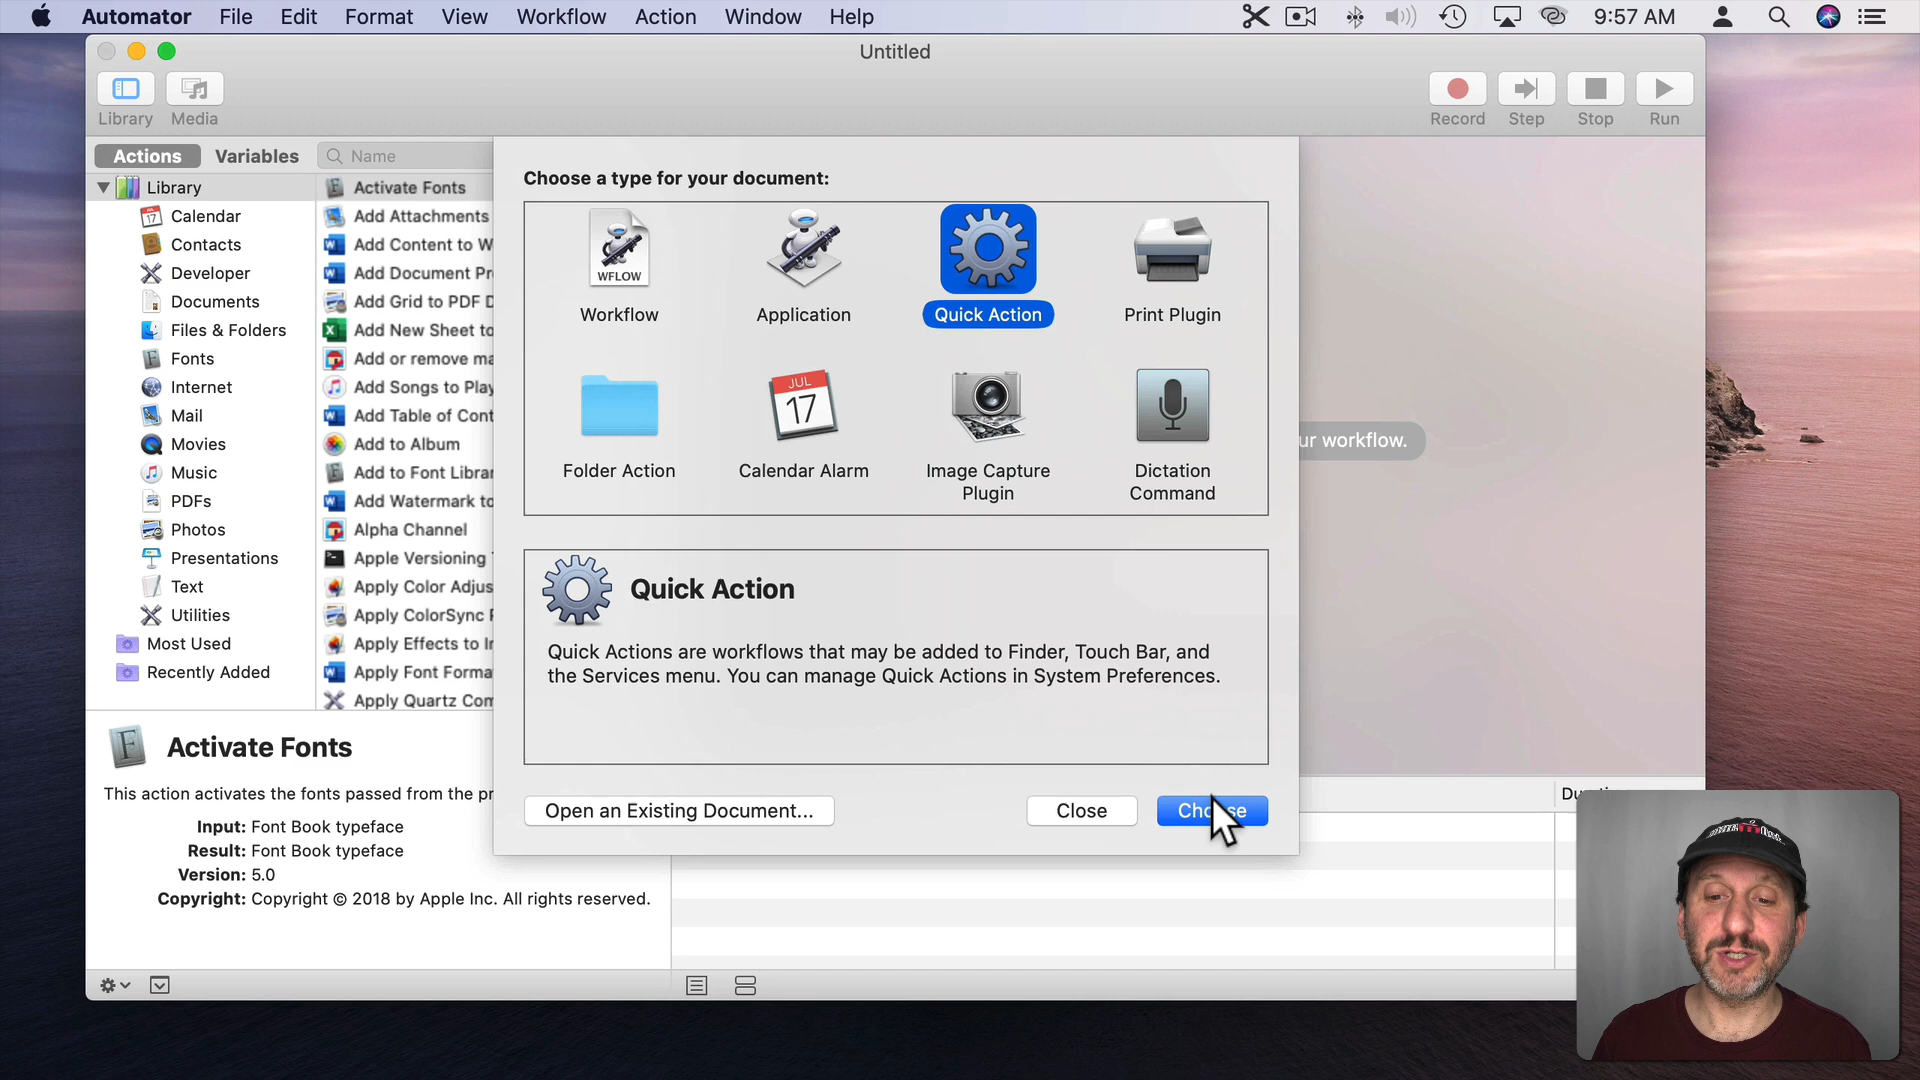 Automator File Edit Format View Workflow Action Window Help 9:57 AM
Untitled
Library Media Record Step Stop Run
Actions Variables Name
Choose a type for your document:
Library
Calendar
Contacts
Developer
Documents
Files & Folders
Fonts
Internet
Mail
Movies
Music
PDFs
Photos
Presentations
Text
Utilities
Most Used
Recently Added
Activate Fonts
Add Attachments
Add Content to W
Add Document Pr
Add Grid to PDF D
Add New Sheet to
Add or remove ma
Add Songs to Play
Add Table of Cont
Add to Album
Add to Font Librar
Add Watermark to
Alpha Channel
Apple Versioning
Apply Color Adjus
Apply ColorSync
Apply Effects to Ir
Apply Font Forma
Apply Quartz Com
WFLOW
Workflow Application Quick Action Print Plugin
JUL
17
Folder Action Calendar Alarm Image Capture
Plugin
Dictation
Command
ur workflow.
Quick Action
Quick Actions are workflows that may be added to Finder, Touch Bar, and
the Services menu. You can manage Quick Actions in System Preferences.
Open an Existing Document... Close
Activate Fonts
This action activates the fonts passed from the pr
Input: Font Book typeface
Result: Font Book typeface
Version: 5.0
Copyright: Copyright © 2018 by Apple Inc. All rights reserved.